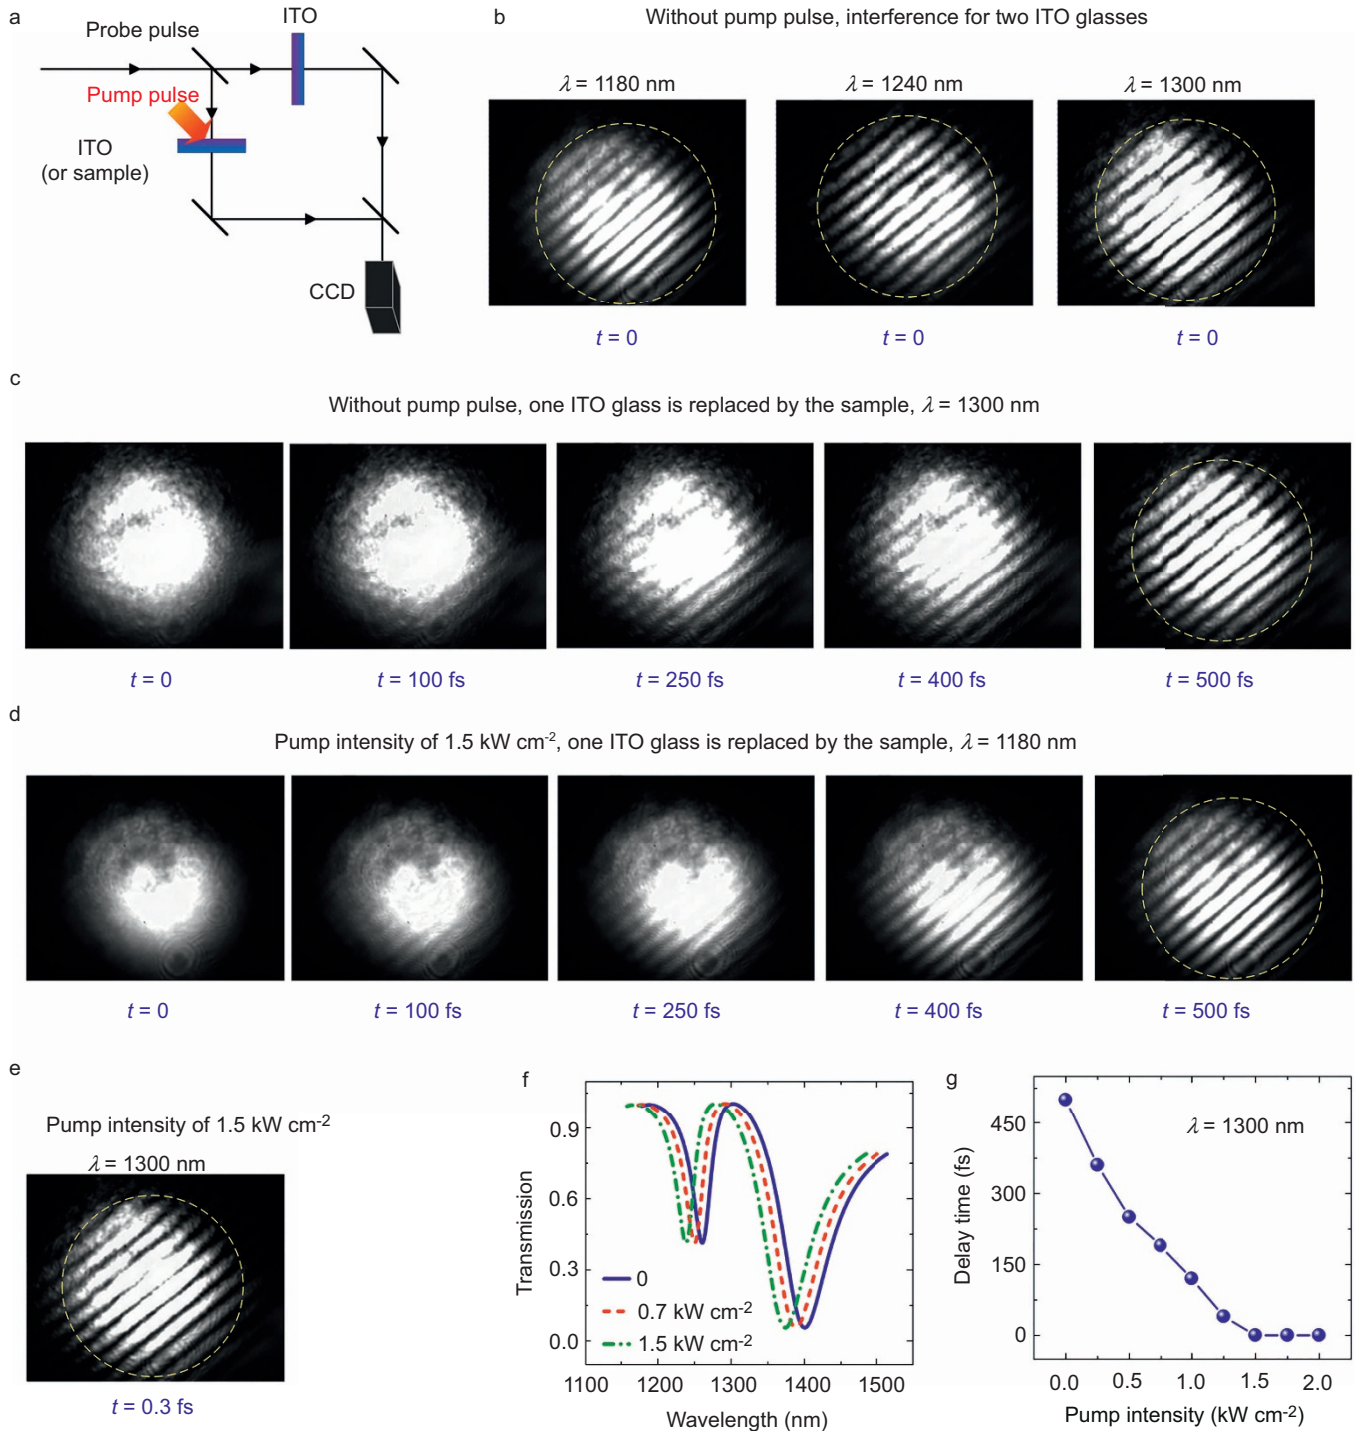 a
Probe pulse
ITO
Pump pulse
ITO
(or sample)
CCD
b
Without pump pulse, interference for two ITO glasses
λ = 1180 nm
λ = 1240 nm
λ = 1300 nm
t = 0
t = 0
t = 0
c
Without pump pulse, one ITO glass is replaced by the sample, λ = 1300 nm
t = 0
t = 100 fs
t = 250 fs
t = 400 fs
t = 500 fs
d
Pump intensity of 1.5 kW cm⁻², one ITO glass is replaced by the sample, λ = 1180 nm
t = 0
t = 100 fs
t = 250 fs
t = 400 fs
t = 500 fs
e
Pump intensity of 1.5 kW cm⁻²
λ = 1300 nm
t = 0.3 fs
f
Transmission
0.9
0.6
0.3
0.0
0
0.7 kW cm⁻²
1.5 kW cm⁻²
1100 1200 1300 1400 1500
Wavelength (nm)
g
λ = 1300 nm
Delay time (fs)
450
300
150
0
0.0 0.5 1.0 1.5 2.0
Pump intensity (kW cm⁻²)